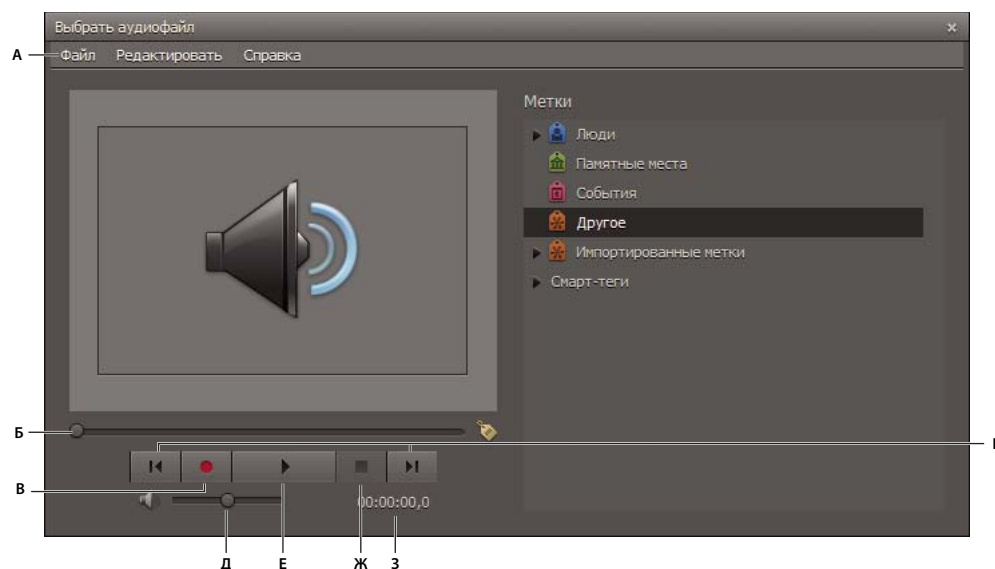 Выбрать аудиофайл
А
Файл Редактировать Справка
Метки
Люди
Памятные места
События
Другое
Импортированные метки
Смарт-теги
Б
В
00:00:00,0
Д Е Ж З